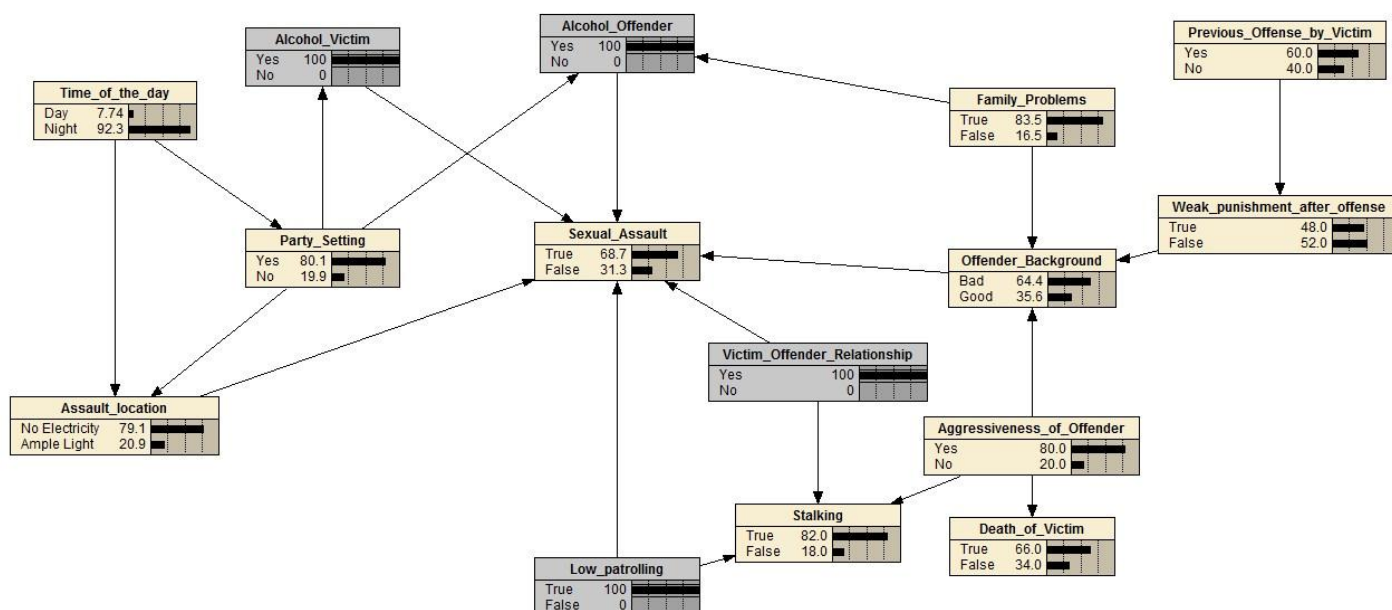 Alcohol_Victim
Yes 100
No 0
Alcohol_Offender
Yes 100
No 0
Previous_Offense_by_Victim
Yes 60.0
No 40.0
Time_of_the_day
Day 7.74
Night 92.3
Family_Problems
True 83.5
False 16.5
Weak_punishment_after_offense
True 48.0
False 52.0
Party_Setting
Yes 80.1
No 19.9
Sexual_Assault
True 68.7
False 31.3
Offender_Background
Bad 64.4
Good 35.6
Victim_Offender_Relationship
Yes 100
No 0
Assault_location
No Electricity 79.1
Ample Light 20.9
Aggressiveness_of_Offender
Yes 80.0
No 20.0
Stalking
True 82.0
False 18.0
Death_of_Victim
True 66.0
False 34.0
Low_patrolling
True 100
False 0